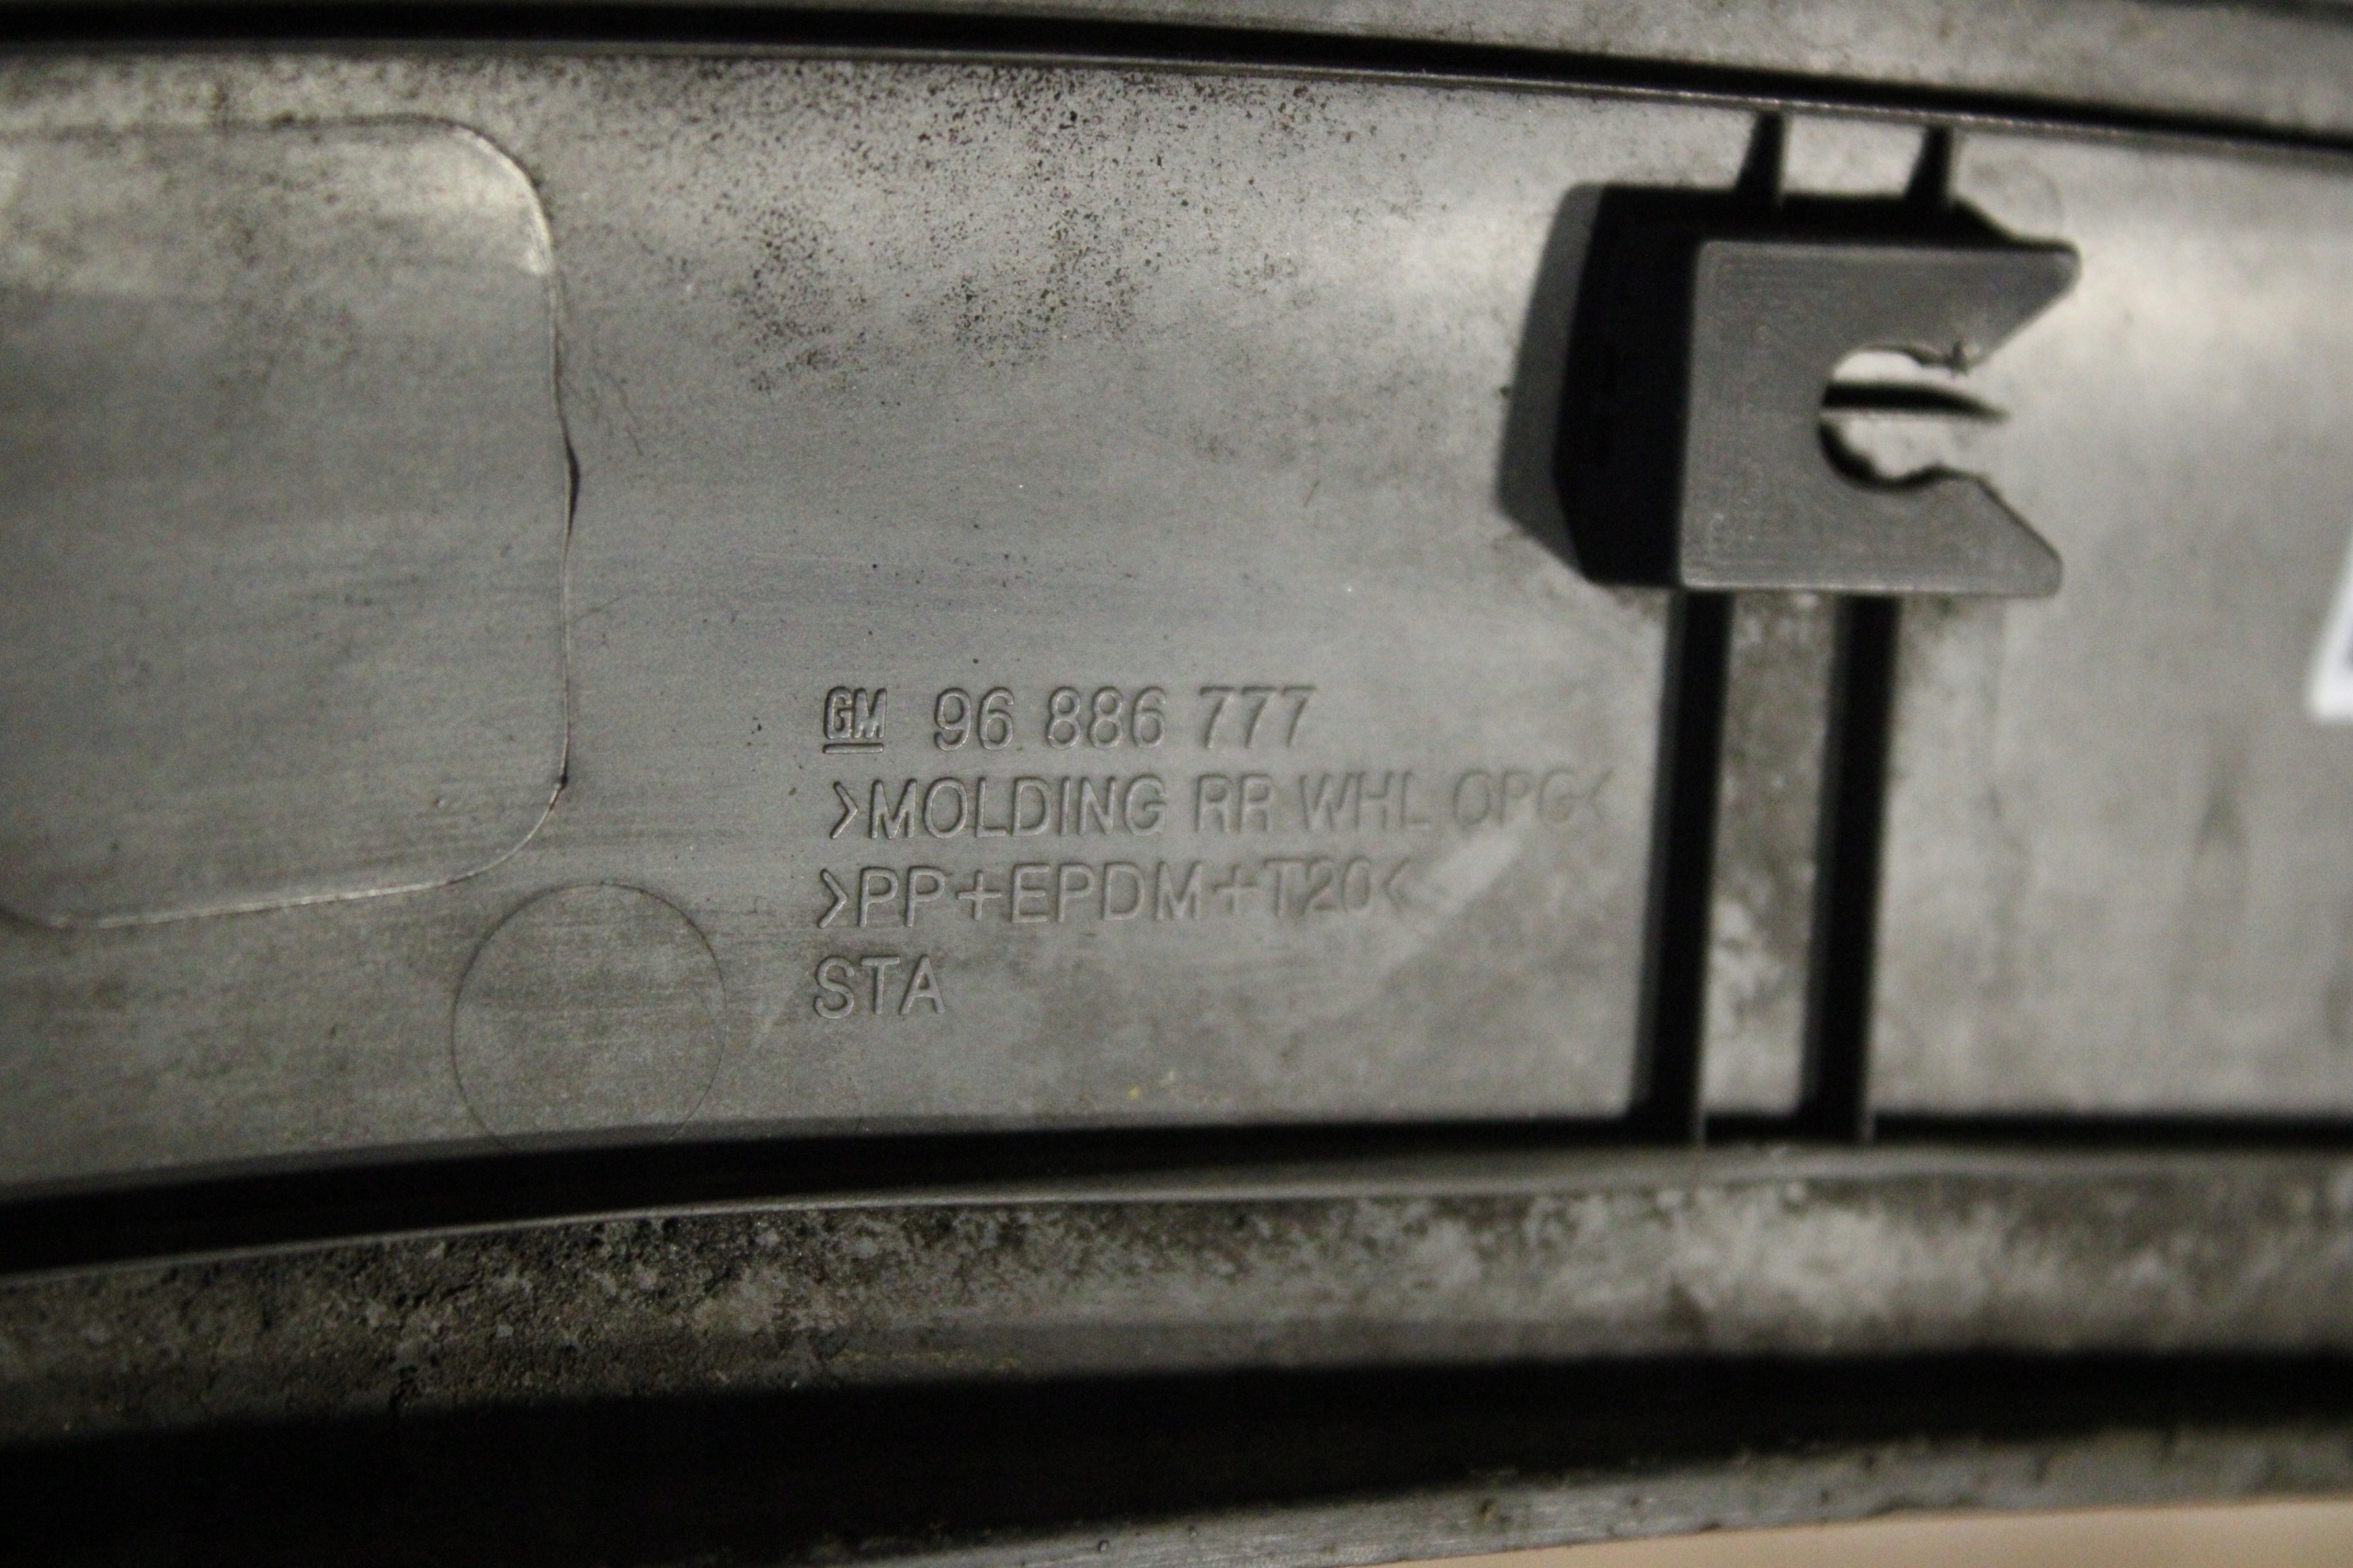 GM 96 886 777
>MOLDING RR WHL OPG<
>PP+EPDM+T20<
STA